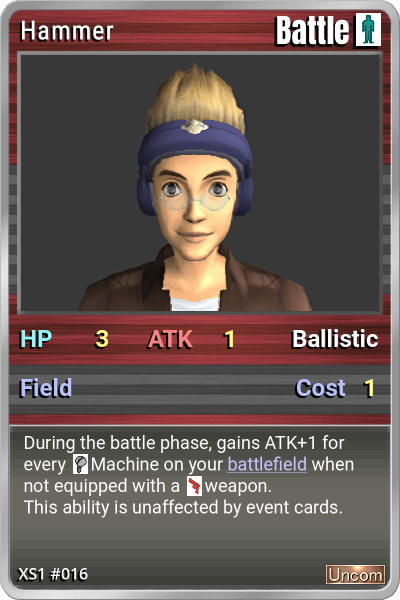 Hammer Battle
HP 3 ATK 1 Ballistic
Field Cost 1
During the battle phase, gains ATK+1 for
every Machine on your battlefield when
not equipped with a weapon.
This ability is unaffected by event cards.
XS1 #016 Uncom